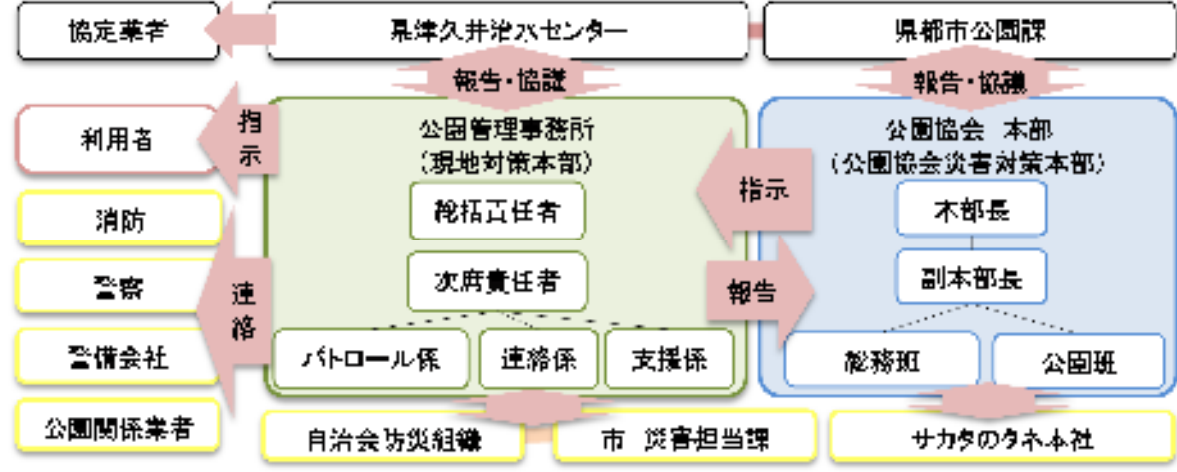 協定業者
県津久井治水センター
県都市公園課
報告・協議
報告・協議
利用者
指示
公園管理事務所
（現地対策本部）
公園協会 本部
（公園協会災害対策本部）
消防
総括責任者
指示
本部長
警察
連絡
次席責任者
報告
副本部長
警備会社
パトロール係
連絡係
支援係
総務班
公園班
公園関係業者
自治会防災組織
市 災害担当課
サカタのタネ本社